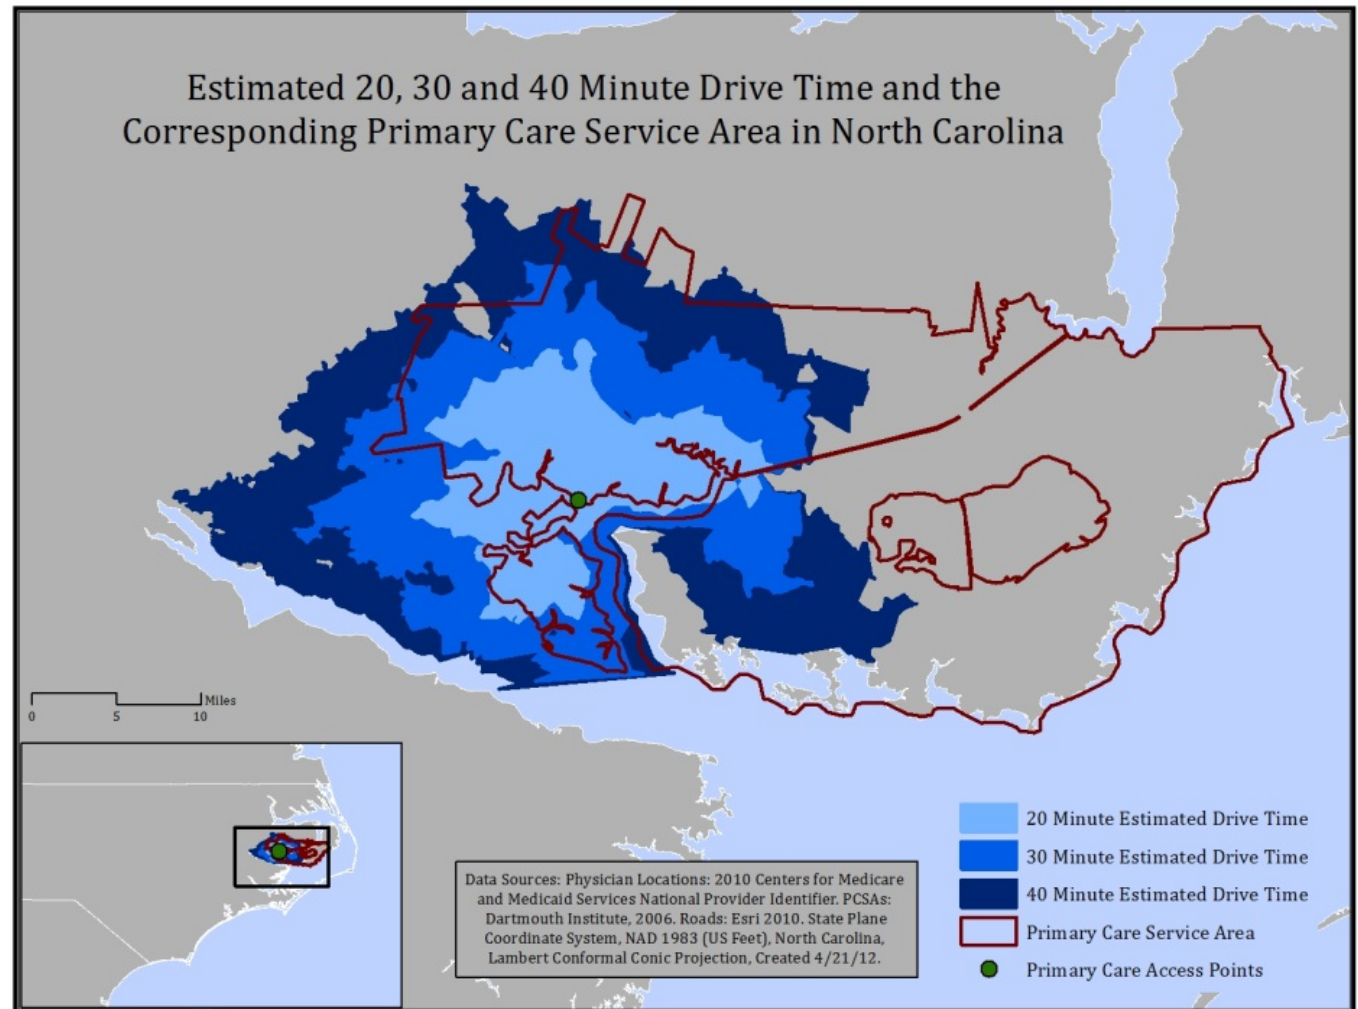 Estimated 20, 30 and 40 Minute Drive Time and the
Corresponding Primary Care Service Area in North Carolina
Miles
0 5 10
Data Sources: Physician Locations: 2010 Centers for Medicare
and Medicaid Services National Provider Identifier. PCSAs:
Dartmouth Institute, 2006. Roads: Esri 2010. State Plane
Coordinate System, NAD 1983 (US Feet), North Carolina,
Lambert Conformal Conic Projection, Created 4/21/12.
20 Minute Estimated Drive Time
30 Minute Estimated Drive Time
40 Minute Estimated Drive Time
Primary Care Service Area
Primary Care Access Points